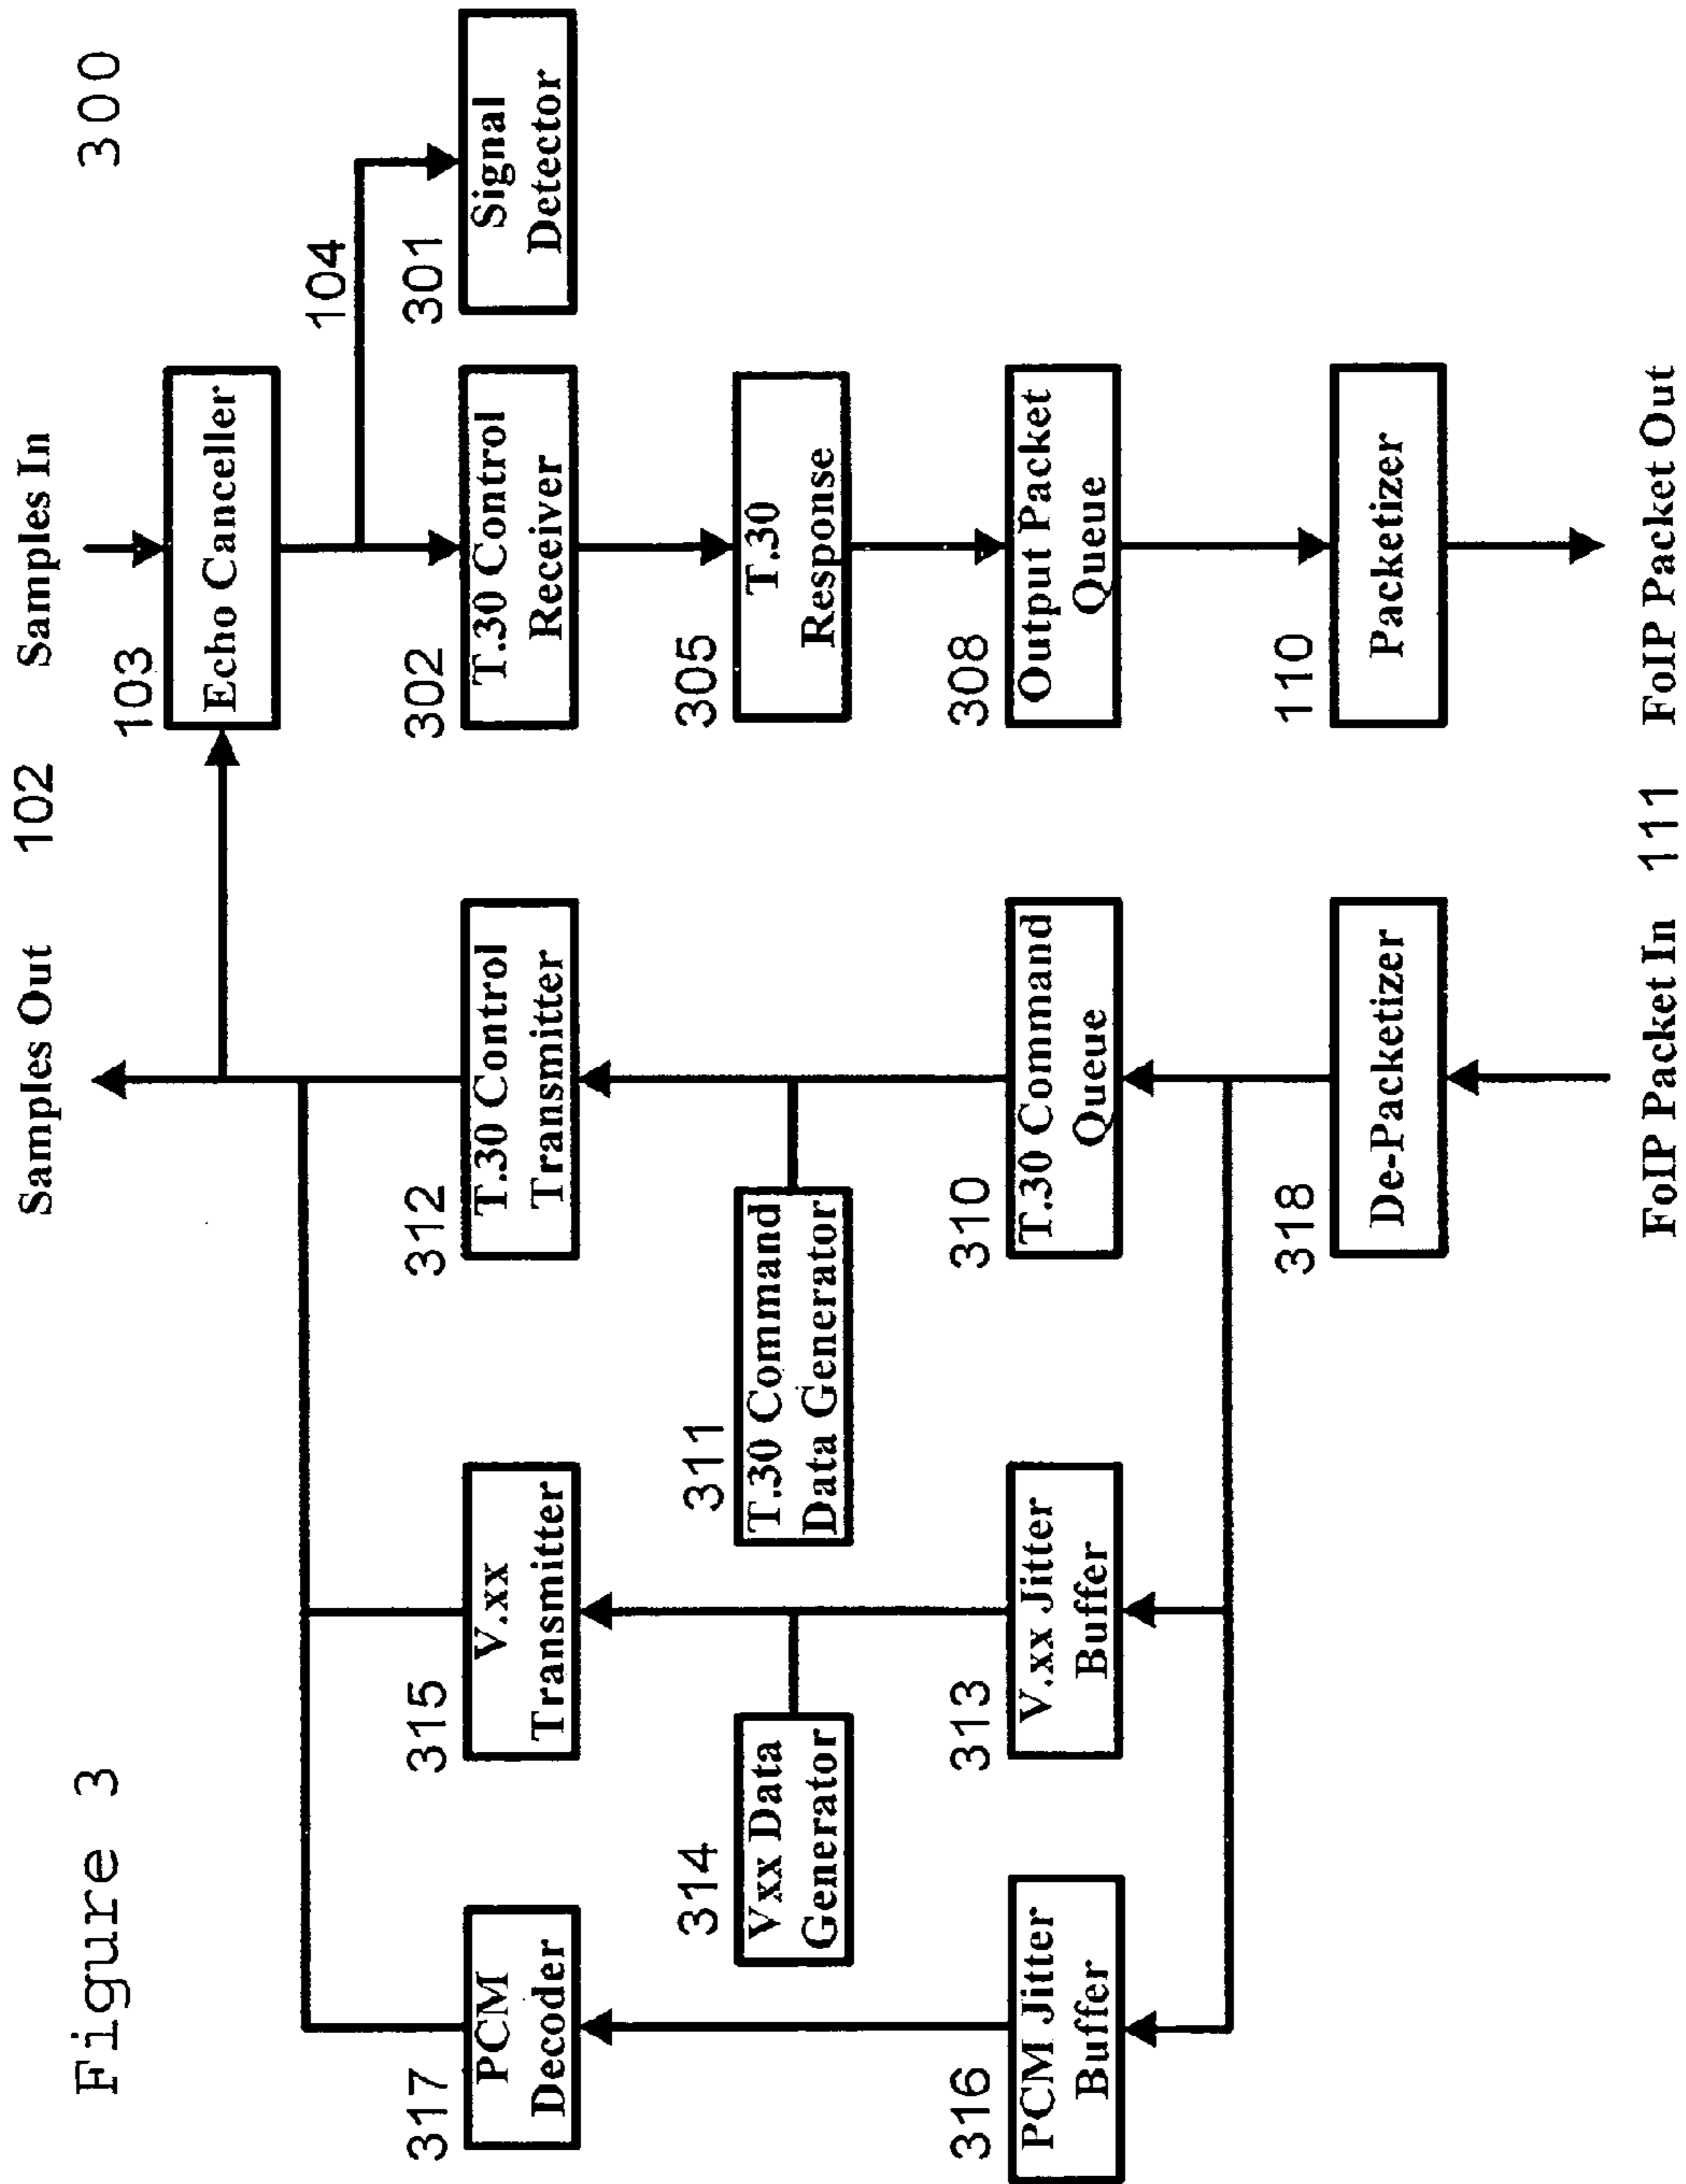 Figure 3
300
Samples Out
102
Samples In
103
Echo Canceller
104
317
PCM
Decoder
315
V.xx
Transmitter
312
T.30 Control
Transmitter
302
T.30 Control
Receiver
301
Signal
Detector
314
Vxx Data
Generator
311
T.30 Command
Data Generator
305
T.30
Response
316
PCM Jitter
Buffer
313
V.xx Jitter
Buffer
310
T.30 Command
Queue
308
Output Packet
Queue
318
De-Packetizer
110
Packetizer
FoIP Packet In
111
FoIP Packet Out